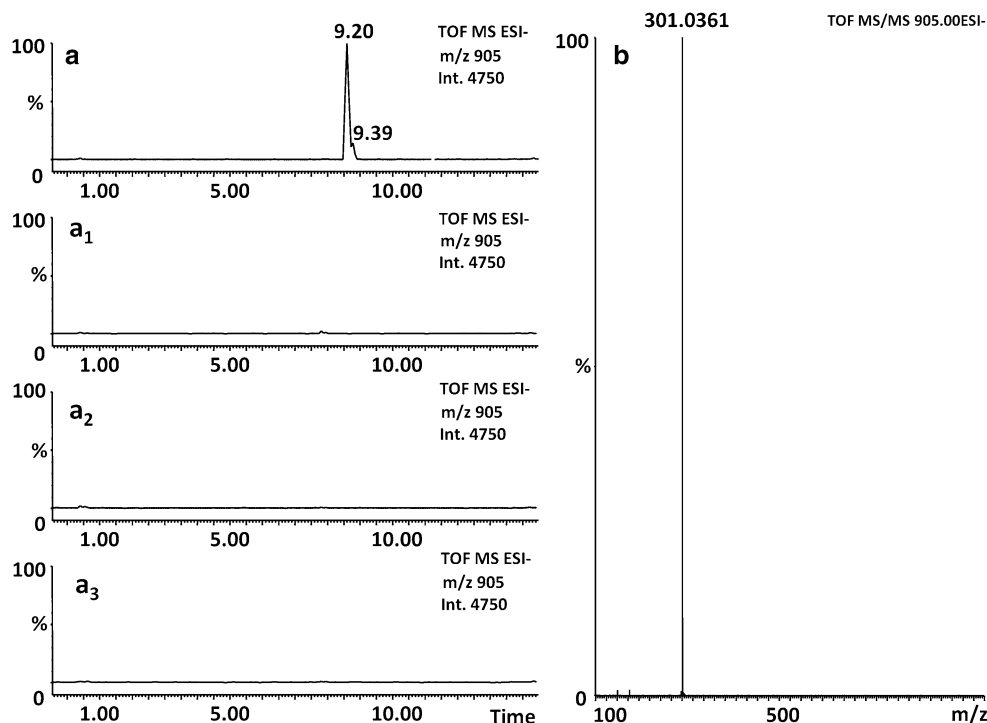 a
9.20
9.39
TOF MS ESI-
m/z 905
Int. 4750
100
%
0
1.00 5.00 10.00
a1
TOF MS ESI-
m/z 905
Int. 4750
100
%
0
1.00 5.00 10.00
a2
TOF MS ESI-
m/z 905
Int. 4750
100
%
0
1.00 5.00 10.00
a3
TOF MS ESI-
m/z 905
Int. 4750
100
%
0
1.00 5.00 10.00 Time
b
301.0361
TOF MS/MS 905.00ESI-
100
%
0
100 500 m/z